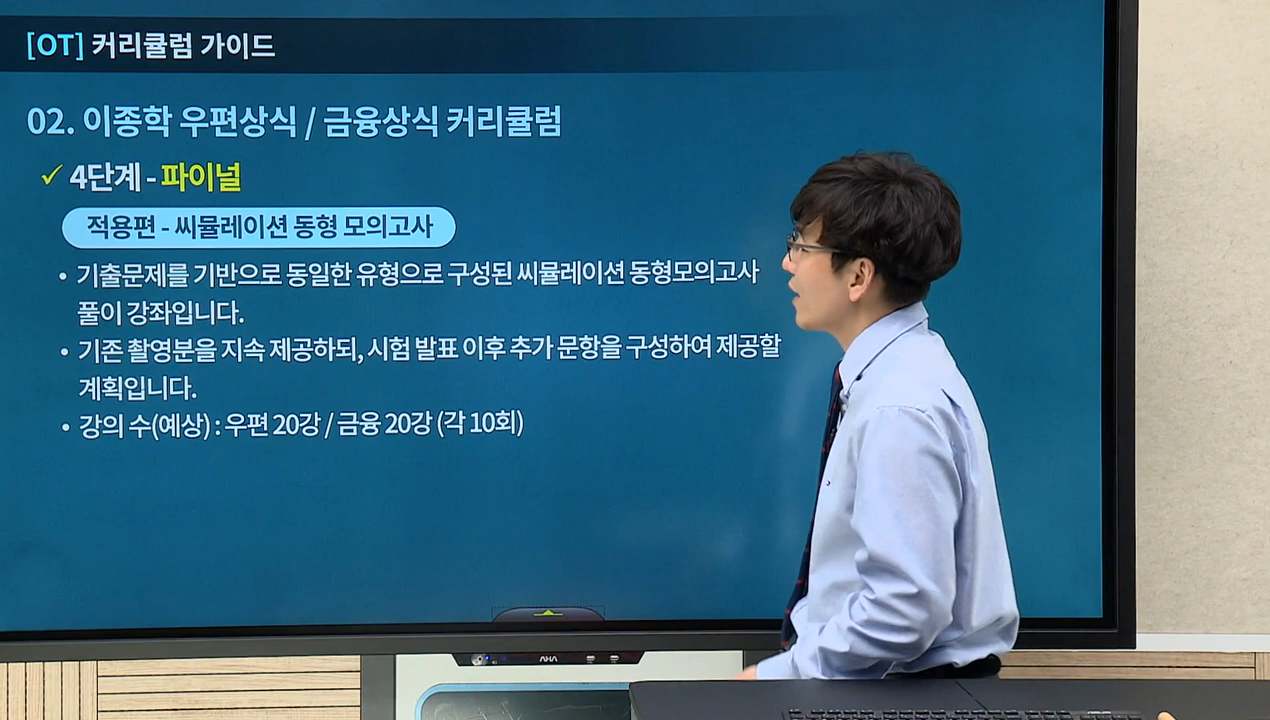 [OT] 커리큘럼 가이드
02. 이종학 우편상식 / 금융상식 커리큘럼
✓ 4단계 - 파이널
적용편 - 씨뮬레이션 동형 모의고사
• 기출문제를 기반으로 동일한 유형으로 구성된 씨뮬레이션 동형모의고사
풀이 강좌입니다.
• 기존 촬영분을 지속 제공하되, 시험 발표 이후 추가 문항을 구성하여 제공할
계획입니다.
• 강의 수(예상) : 우편 20강 / 금융 20강 (각 10회)
AHA